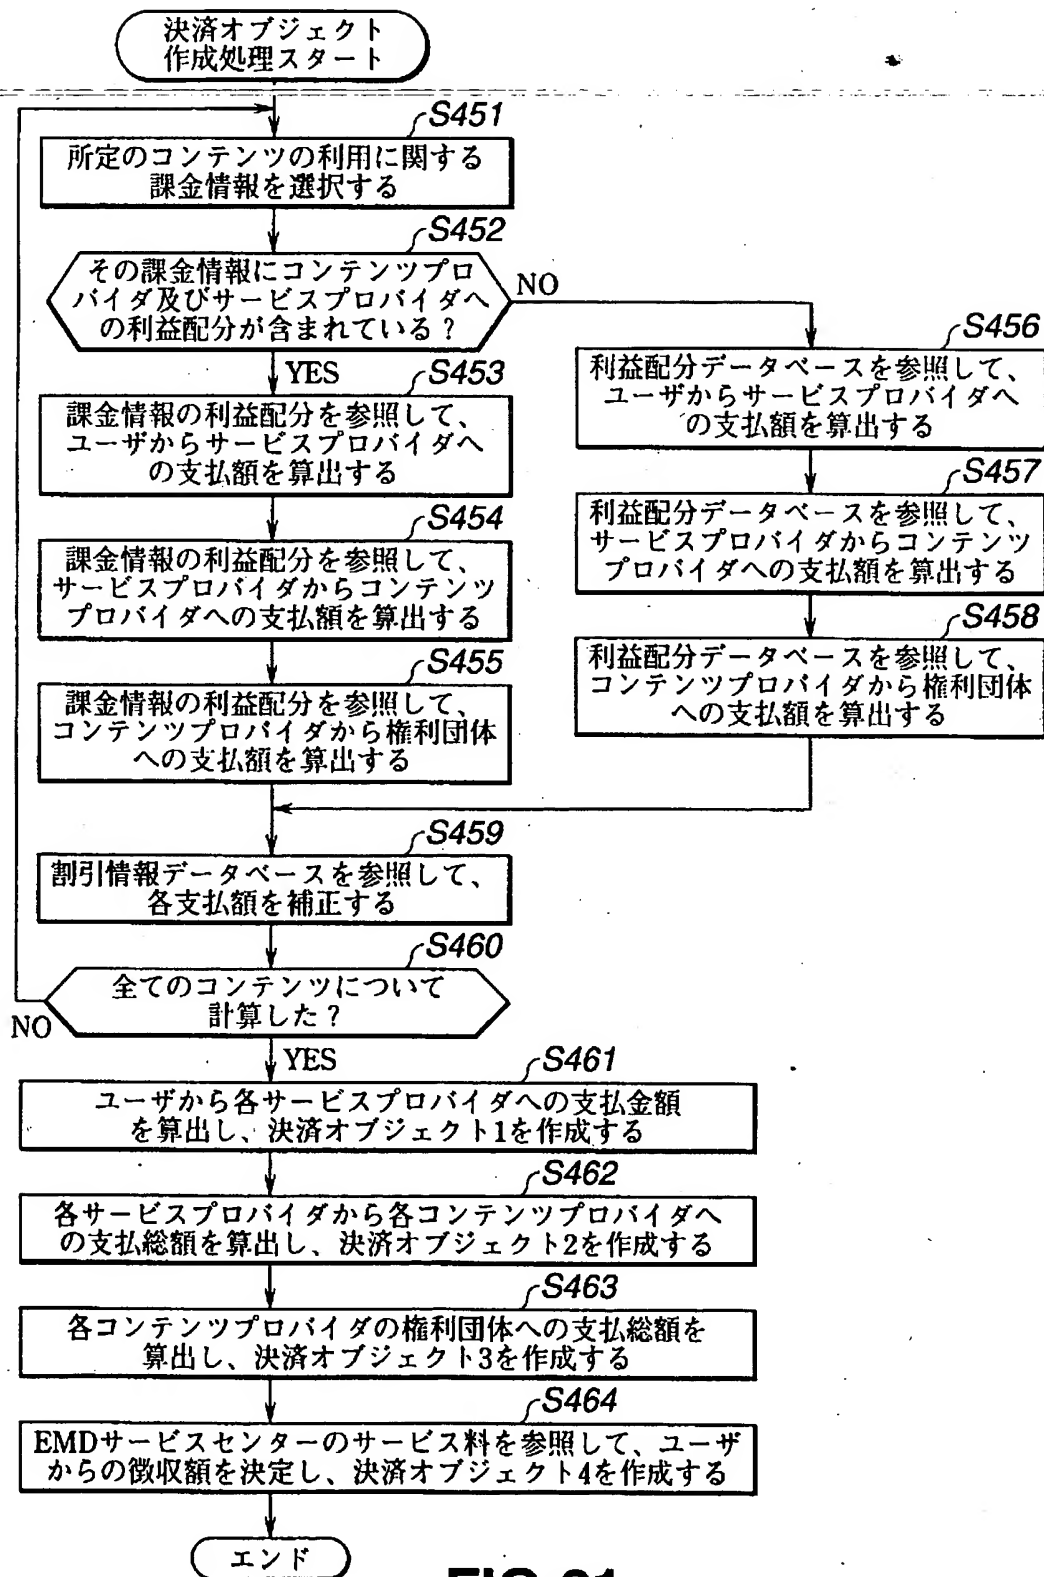 決済オブジェクト
作成処理スタート
S451
所定のコンテンツの利用に関する
課金情報を選択する
S452
その課金情報にコンテンツプロ
バイダ及びサービスプロバイダへ
の利益配分が含まれている?
NO
YES
S453
課金情報の利益配分を参照して、
ユーザからサービスプロバイダへ
の支払額を算出する
S454
課金情報の利益配分を参照して、
サービスプロバイダからコンテンツ
プロバイダへの支払額を算出する
S455
課金情報の利益配分を参照して、
コンテンツプロバイダから権利団体
への支払額を算出する
S456
利益配分データベースを参照して、
ユーザからサービスプロバイダへ
の支払額を算出する
S457
利益配分データベースを参照して、
サービスプロバイダからコンテンツ
プロバイダへの支払額を算出する
S458
利益配分データベースを参照して、
コンテンツプロバイダから権利団体
への支払額を算出する
S459
割引情報データベースを参照して、
各支払額を補正する
S460
全てのコンテンツについて
計算した?
NO
YES
S461
ユーザから各サービスプロバイダへの支払金額
を算出し、決済オブジェクト1を作成する
S462
各サービスプロバイダから各コンテンツプロバイダへ
の支払総額を算出し、決済オブジェクト2を作成する
S463
各コンテンツプロバイダの権利団体への支払総額を
算出し、決済オブジェクト3を作成する
S464
EMDサービスセンターのサービス料を参照して、ユーザ
からの徴収額を決定し、決済オブジェクト4を作成する
エンド